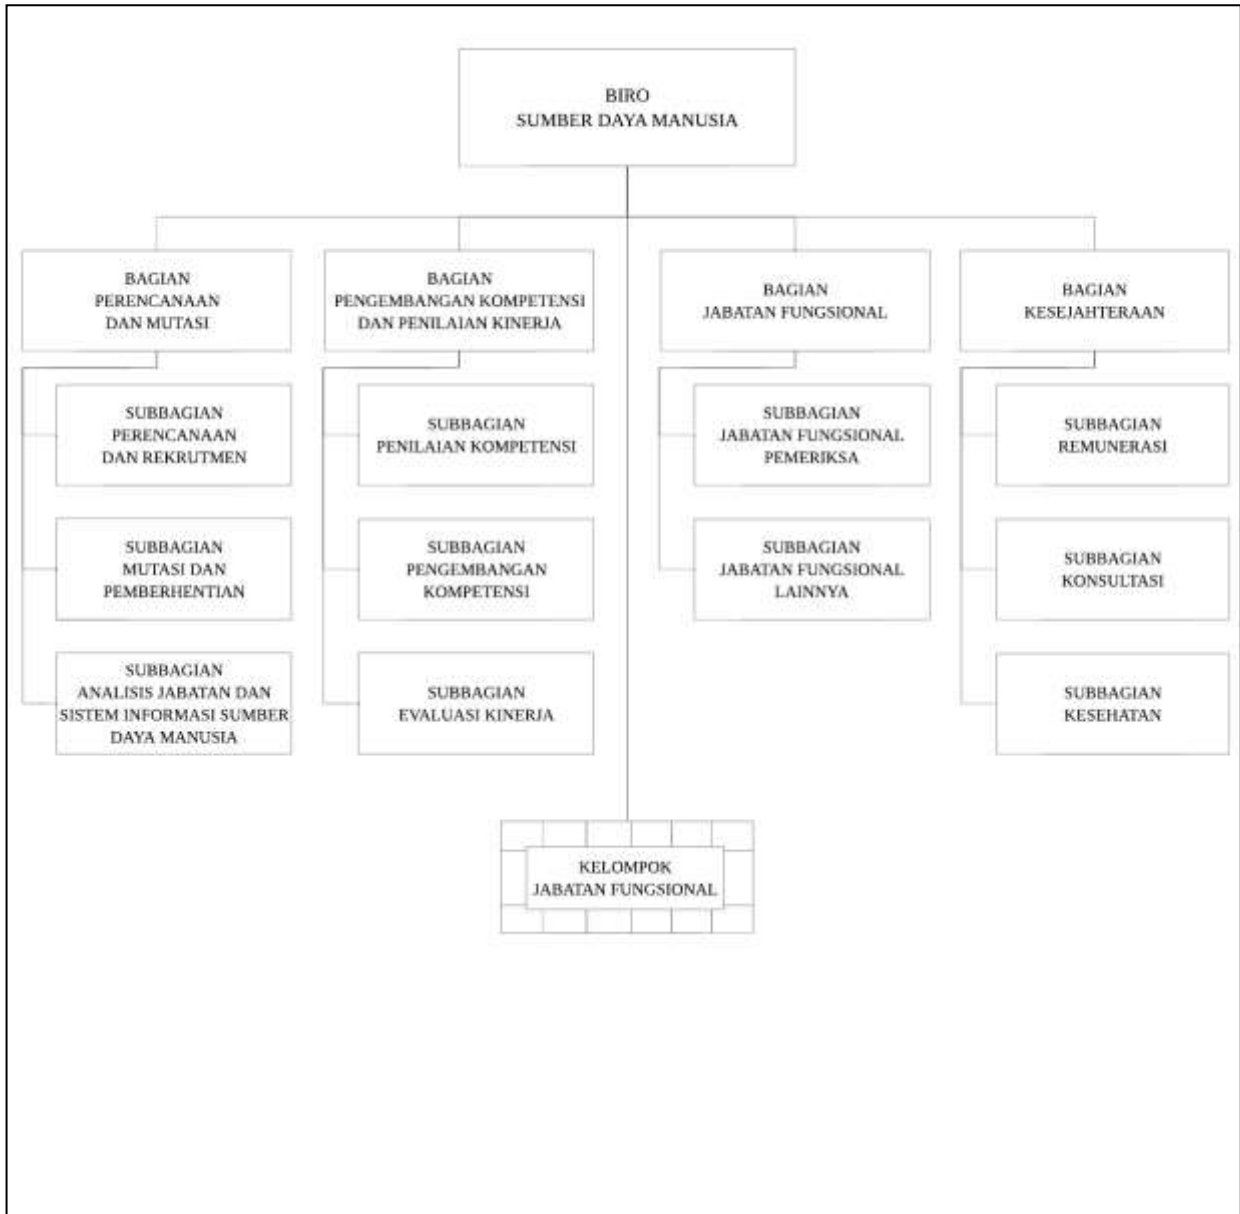 BIRO
SUMBER DAYA MANUSIA
BAGIAN
PERENCANAAN
DAN MUTASI
BAGIAN
PENGEMBANGAN KOMPETENSI
DAN PENILAIAN KINERJA
BAGIAN
JABATAN FUNGSIONAL
BAGIAN
KESEJAHTERAAN
SUBBAGIAN
PERENCANAAN
DAN REKRUTMEN
SUBBAGIAN
PENILAIAN KOMPETENSI
SUBBAGIAN
JABATAN FUNGSIONAL
PEMERIKSA
SUBBAGIAN
REMUNERASI
SUBBAGIAN
MUTASI DAN
PEMBERHENTIAN
SUBBAGIAN
PENGEMBANGAN
KOMPETENSI
SUBBAGIAN
JABATAN FUNGSIONAL
LAINNYA
SUBBAGIAN
KONSULTASI
SUBBAGIAN
ANALISIS JABATAN DAN
SISTEM INFORMASI SUMBER
DAYA MANUSIA
SUBBAGIAN
EVALUASI KINERJA
SUBBAGIAN
KESEHATAN
KELOMPOK
JABATAN FUNGSIONAL